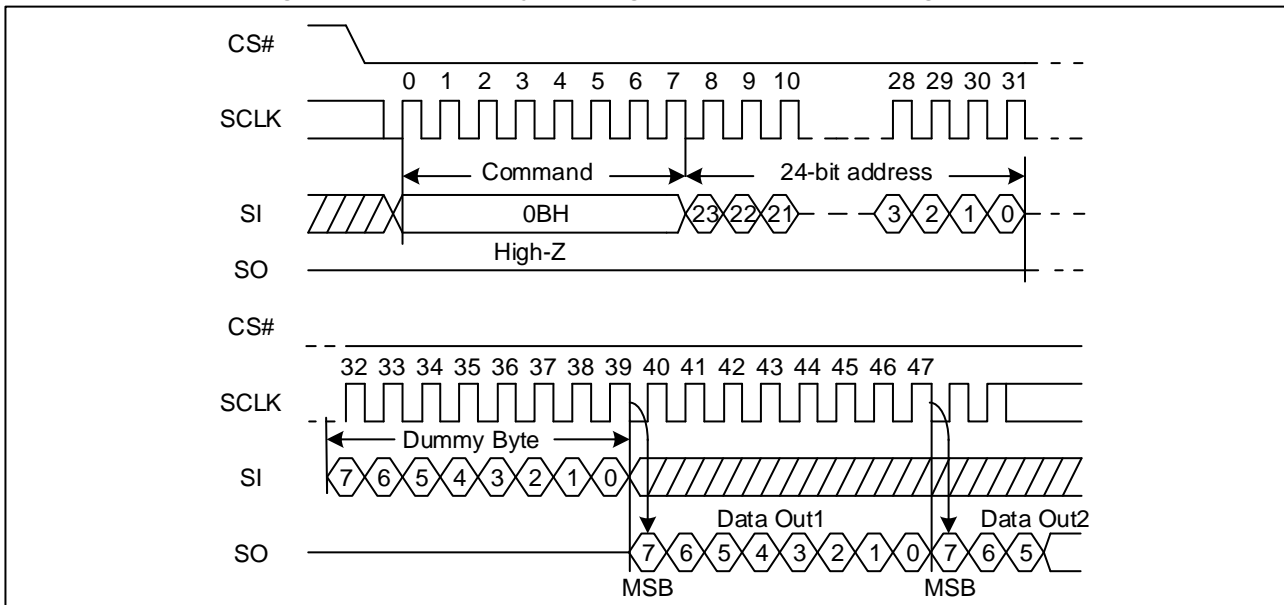 CS#
0 1 2 3 4 5 6 7 8 9 10 28 29 30 31
SCLK
Command 24-bit address
SI 0BH 23 22 21 3 2 1 0
High-Z
SO
CS#
32 33 34 35 36 37 38 39 40 41 42 43 44 45 46 47
SCLK
Dummy Byte
SI 7 6 5 4 3 2 1 0
Data Out1 Data Out2
SO 7 6 5 4 3 2 1 0 7 6 5
MSB MSB